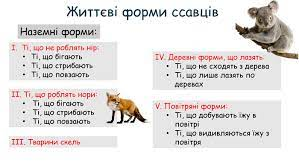 Життєві форми ссавців
Наземні форми:
I. Ті, що не роблять нір:
• Ті, що бігають
• Ті, що стрибають
• Ті, що повзають
II. Ті, що роблять нори:
• Ті, що бігають
• Ті, що стрибають
• Ті, що повзають
III. Тварини скель
IV. Деревні форми, що лазять:
• Ті, що не сходять з дерева
• Ті, що лише лазять по
деревах
V. Повітряні форми:
• Ті, що добувають їжу в
повітрі
• Ті, що видивляються їжу з
повітря